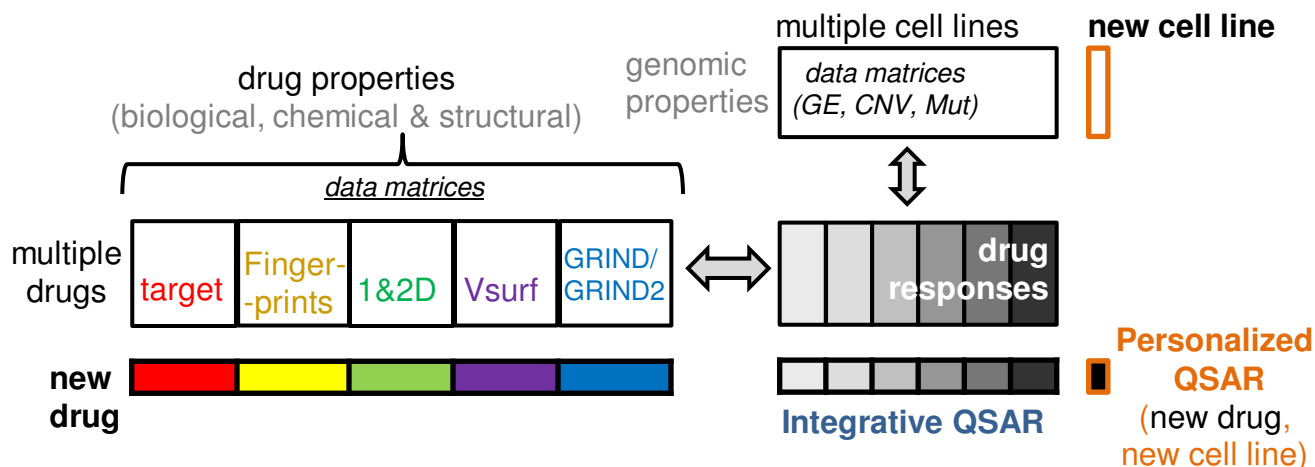 multiple cell lines
new cell line
genomic
properties
data matrices
(GE, CNV, Mut)
drug properties
(biological, chemical & structural)
data matrices
multiple
drugs
target
Finger-
-prints
1&2D
Vsurf
GRIND/
GRIND2
drug
responses
new
drug
Integrative QSAR
Personalized
QSAR
(new drug,
new cell line)